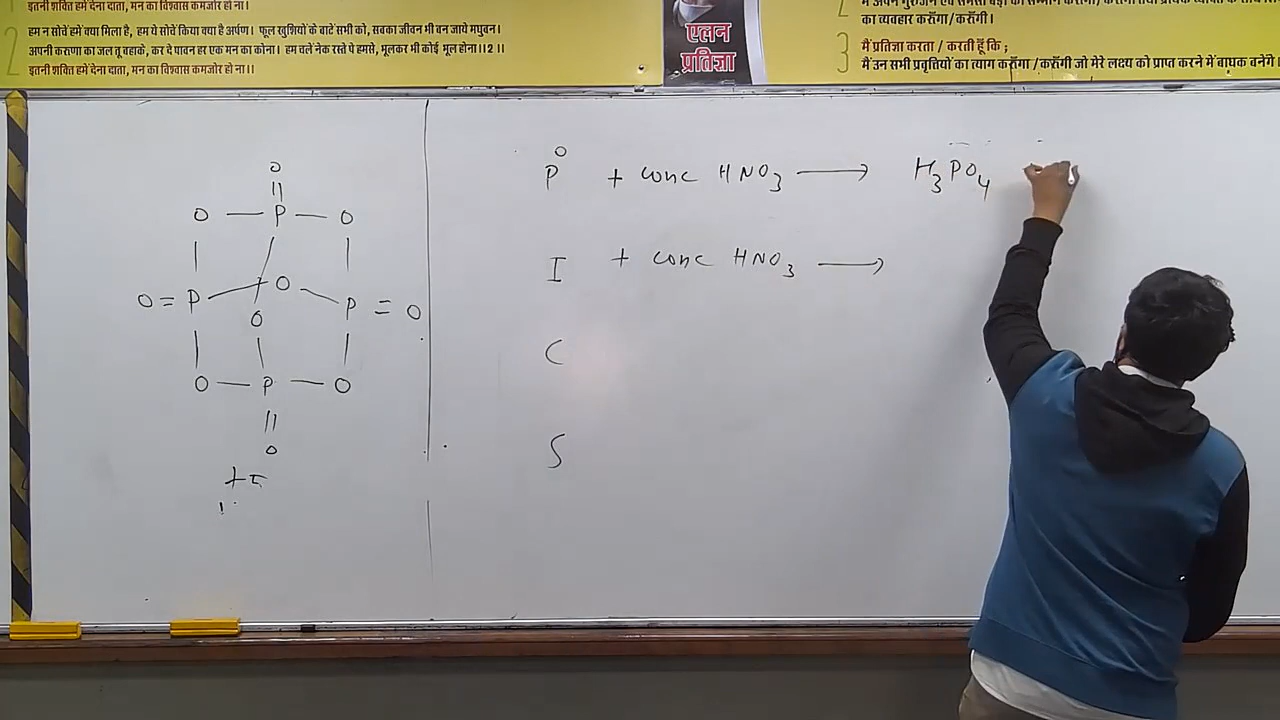 इतनी शक्ति हमें देना दाता, मन का विश्वास कमजोर हो ना।
2
हम न सोचें हमें क्या मिला है, हम ये सोचें किया क्या है अर्पण। फूल खुशियों के बाटें सभी को, सबका जीवन भी बन जाये मधुबन।
अपनी करुणा का जल तू बहाके, कर दे पावन हर एक मन का कोना। हम चलें नेक रस्ते पे हमसे, भूलकर भी कोई भूल होना।।2।।
इतनी शक्ति हमें देना दाता, मन का विश्वास कमजोर हो ना।।
एलन
प्रतिज्ञा
2
का व्यवहार करूँगा / करूँगी।
3
मैं प्रतिज्ञा करता / करती हूँ कि ;
मैं उन सभी प्रवृत्तियों का त्याग करूँगा / करूँगी जो मेरे लक्ष्य को प्राप्त करने में बाधक बनेंगे।
O
||
O — P — O
| |
O = P O P = O
O
| | |
O — P — O
||
O
+5
0
P + conc HNO3 ⟶ H3PO4
I + conc HNO3 ⟶
C
S